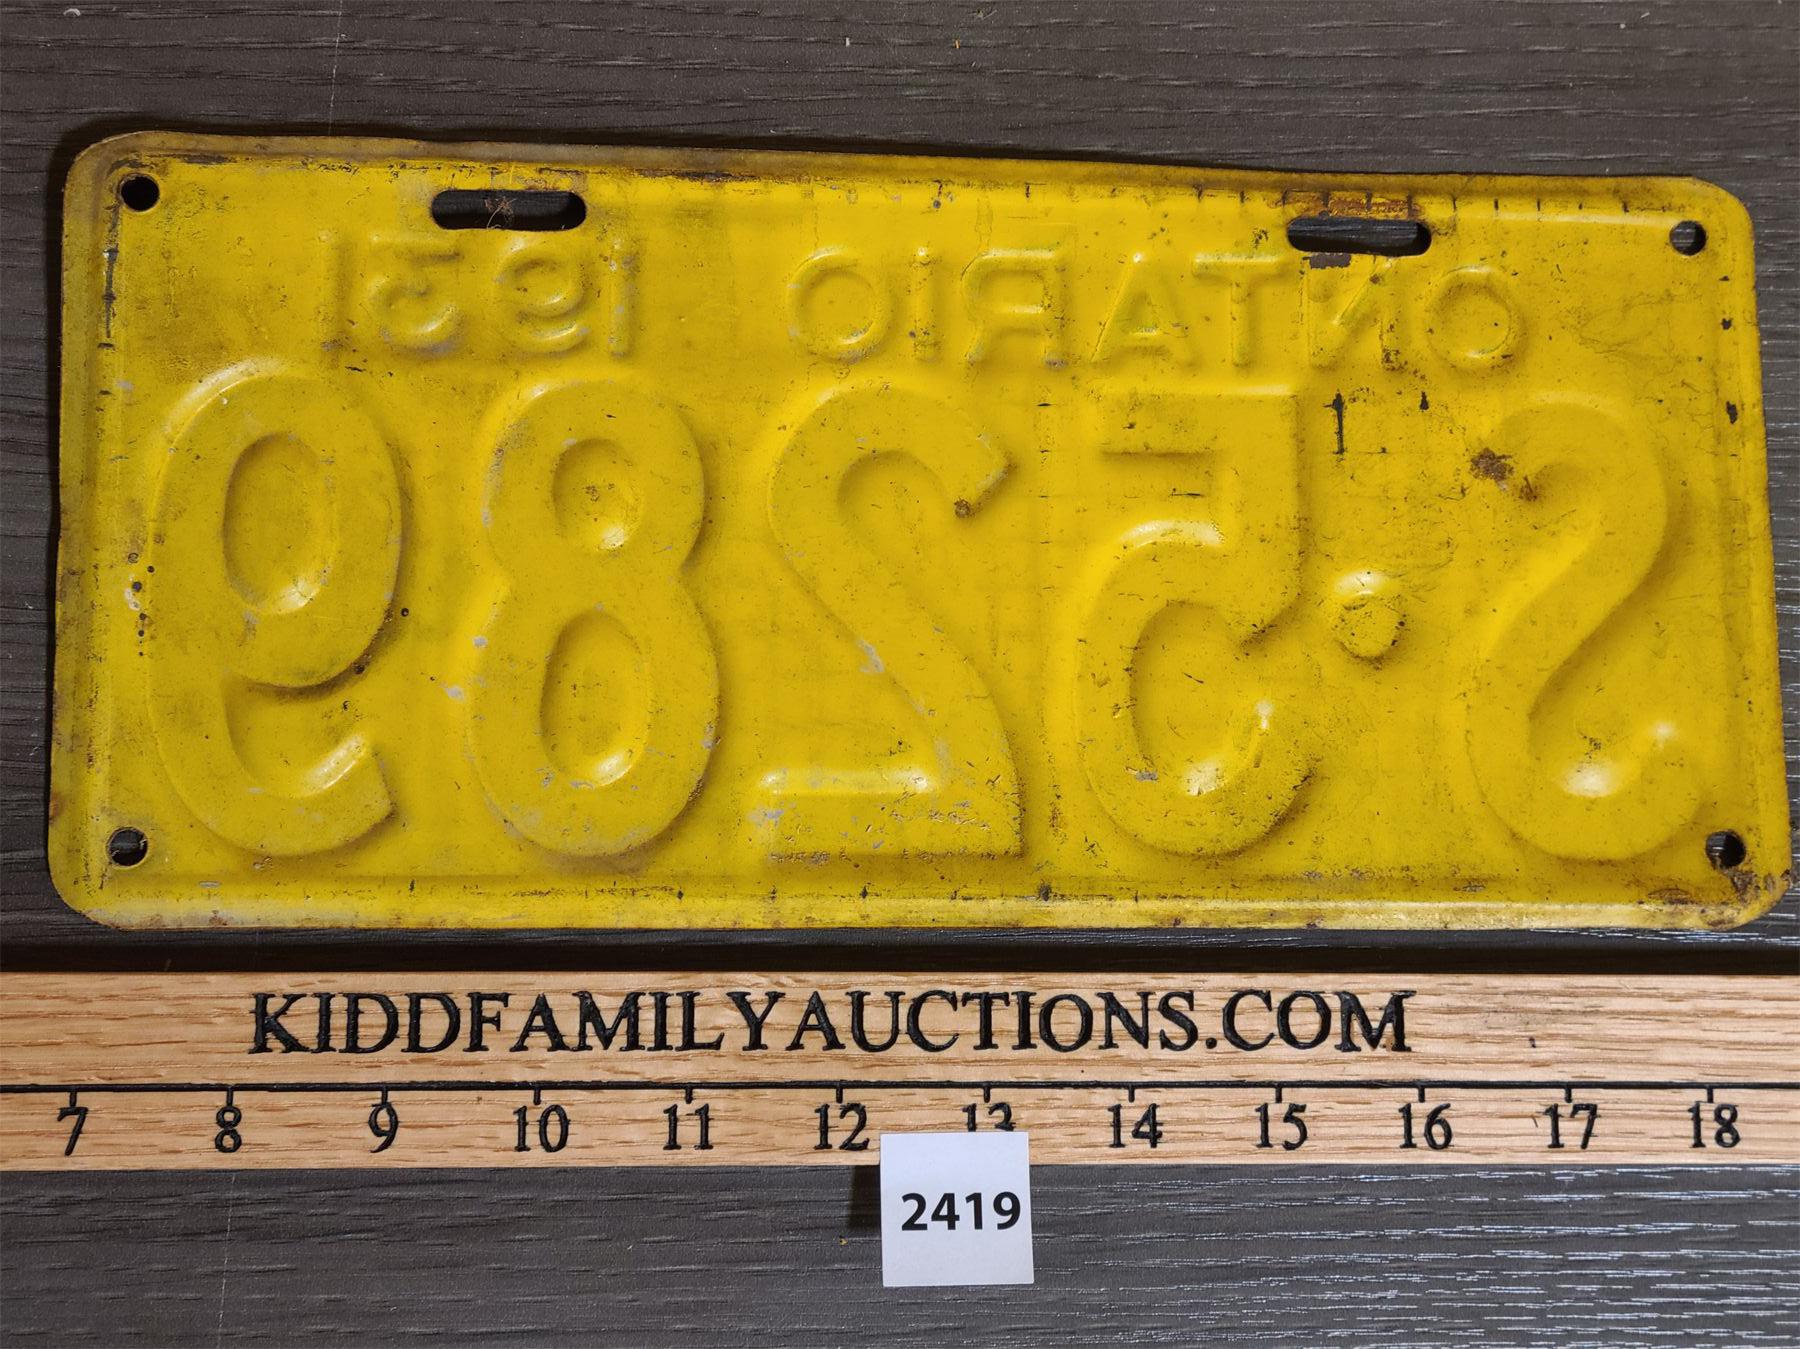 ONTARIO 1931
S·5289
KIDDFAMILYAUCTIONS.COM
7 8 9 10 11 12 13 14 15 16 17 18
2419